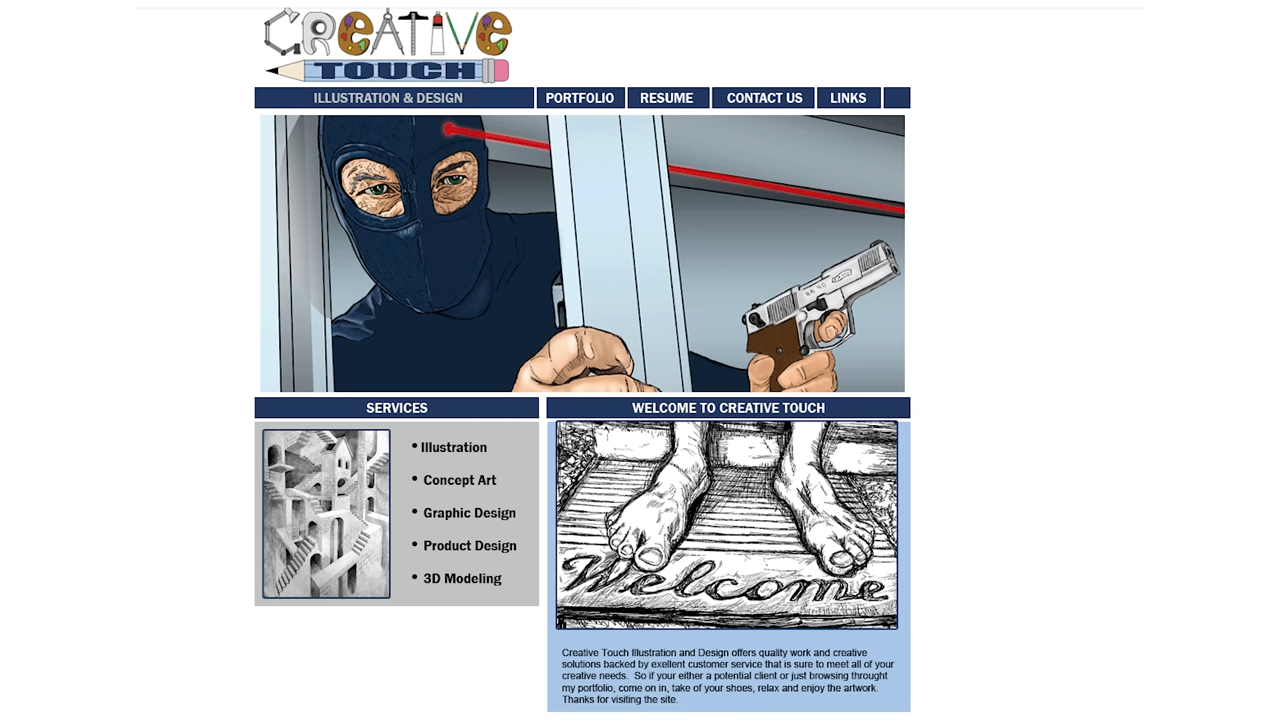 CREATIVE
TOUCH
ILLUSTRATION & DESIGN PORTFOLIO RESUME CONTACT US LINKS
SERVICES
• Illustration
• Concept Art
• Graphic Design
• Product Design
• 3D Modeling
WELCOME TO CREATIVE TOUCH
Welcome
Creative Touch Illustration and Design offers quality work and creative
solutions backed by exellent customer service that is sure to meet all of your
creative needs. So if your either a potential client or just browsing throught
my portfolio, come on in, take of your shoes, relax and enjoy the artwork.
Thanks for visiting the site.